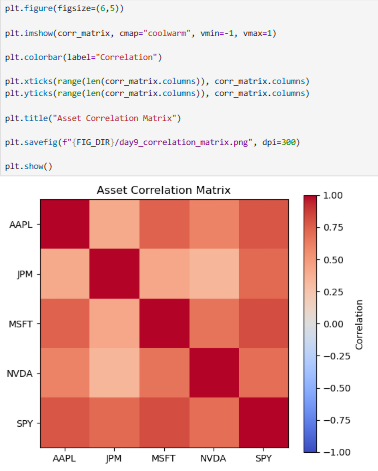 plt.figure(figsize=(6,5))
plt.imshow(corr_matrix, cmap="coolwarm", vmin=-1, vmax=1)
plt.colorbar(label="Correlation")
plt.xticks(range(len(corr_matrix.columns)), corr_matrix.columns)
plt.yticks(range(len(corr_matrix.columns)), corr_matrix.columns)
plt.title("Asset Correlation Matrix")
plt.savefig(f"{FIG_DIR}/day9_correlation_matrix.png", dpi=300)
plt.show()
Asset Correlation Matrix
AAPL
JPM
MSFT
NVDA
SPY
AAPL JPM MSFT NVDA SPY
1.00
0.75
0.50
0.25
0.00
−0.25
−0.50
−0.75
−1.00
Correlation